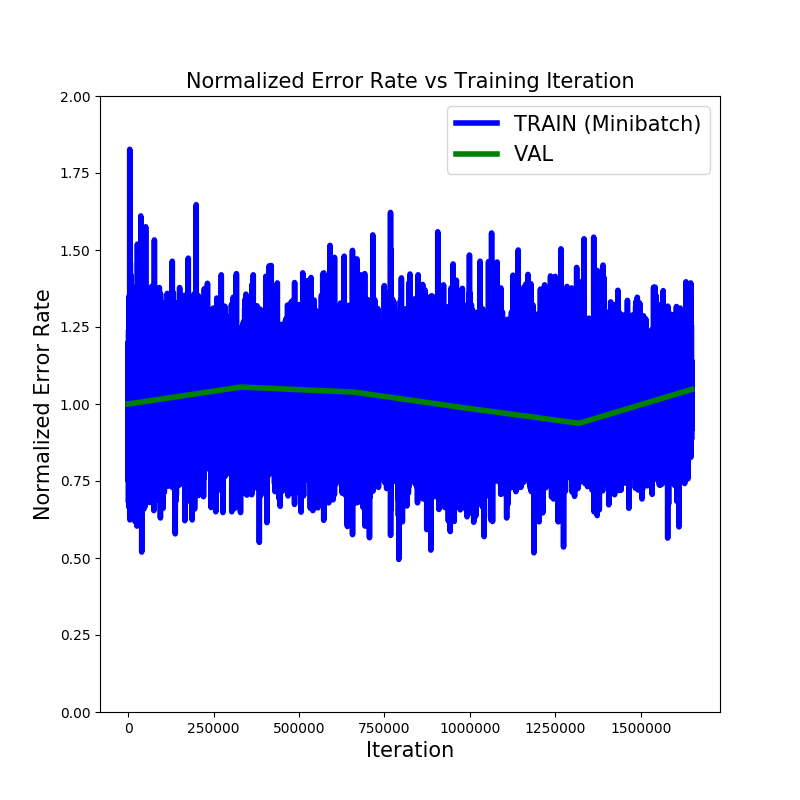 Normalized Error Rate vs Training Iteration
2.00
TRAIN (Minibatch)
VAL
1.75
1.50
1.25
1.00
0.75
0.50
0.25
0.00
Normalized Error Rate
0 250000 500000 750000 1000000 1250000 1500000
Iteration